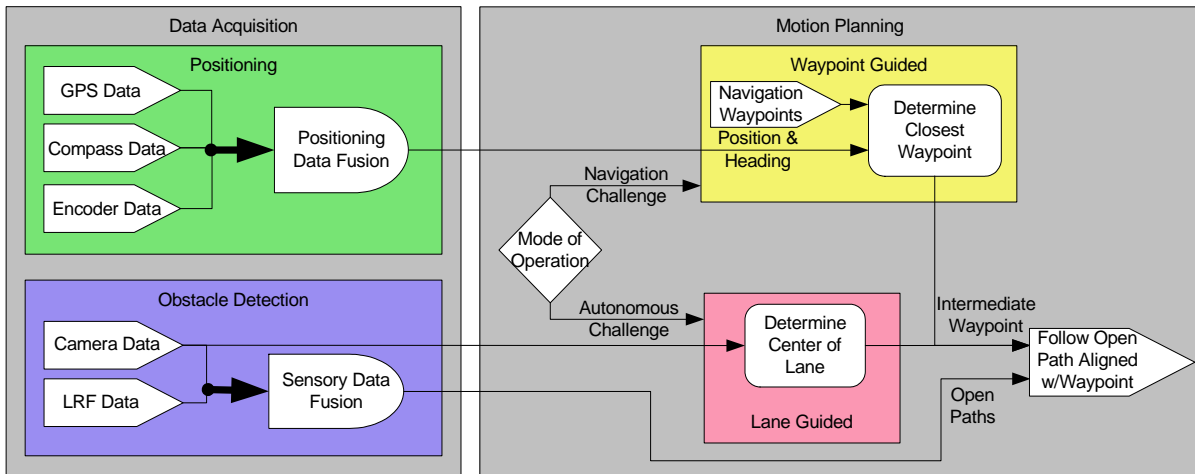 Data Acquisition
Positioning
GPS Data
Compass Data
Encoder Data
Positioning
Data Fusion
Obstacle Detection
Camera Data
LRF Data
Sensory Data
Fusion
Motion Planning
Waypoint Guided
Navigation
Waypoints
Determine
Closest
Waypoint
Position &
Heading
Navigation
Challenge
Mode of
Operation
Autonomous
Challenge
Determine
Center of
Lane
Lane Guided
Intermediate
Waypoint
Follow Open
Path Aligned
w/Waypoint
Open
Paths